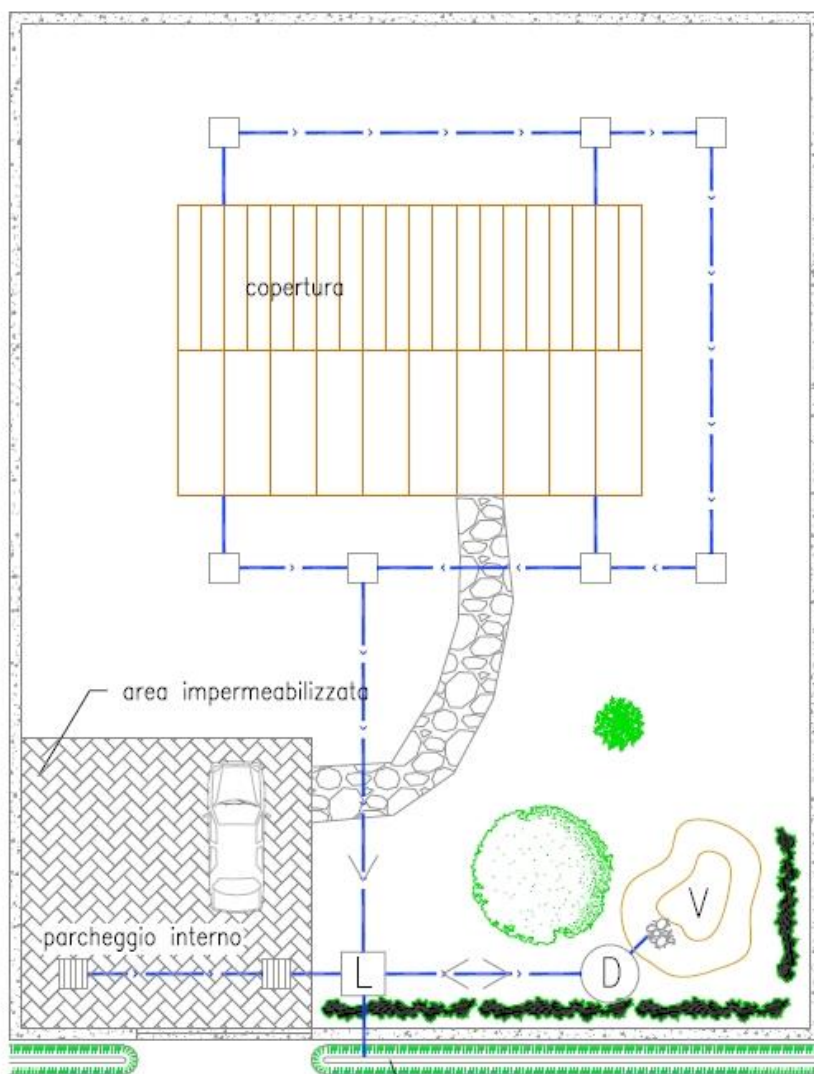 copertura
area impermeabilizzata
V
parcheggio interno
L
D